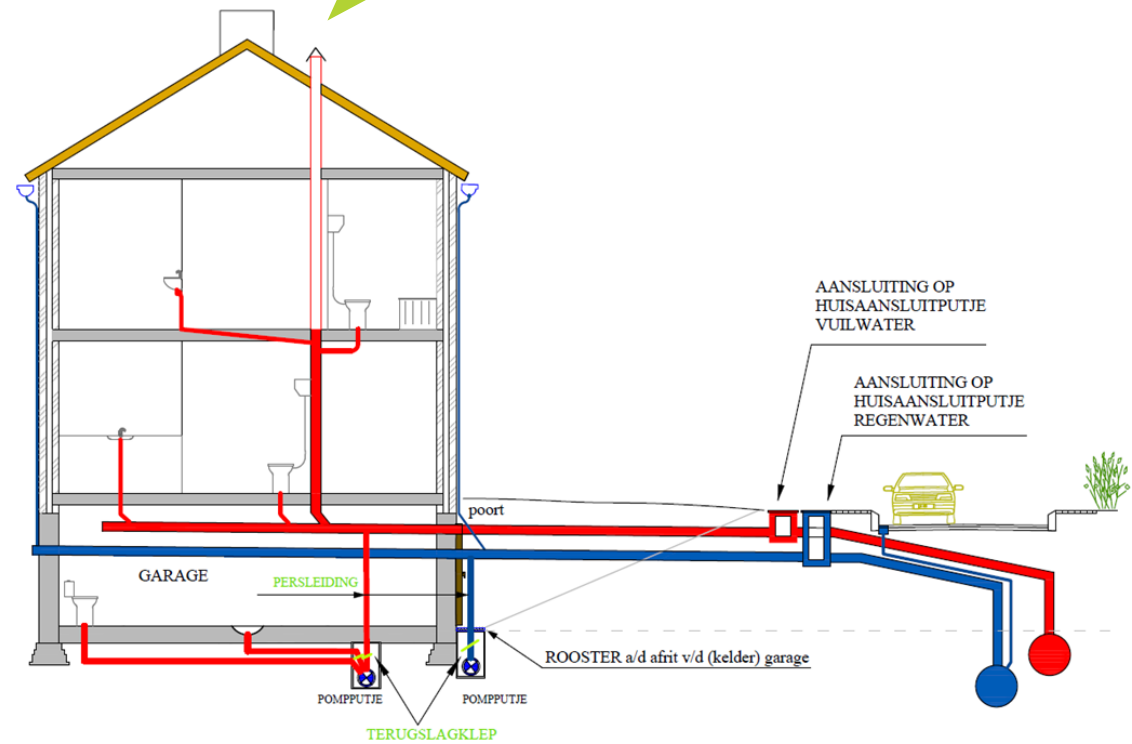 AANSLUITING OP
HUISAANSLUITPUTJE
VUILWATER
AANSLUITING OP
HUISAANSLUITPUTJE
REGENWATER
poort
GARAGE
PERSLEIDING
ROOSTER a/d afrit v/d (kelder) garage
POMPPUTJE
POMPPUTJE
TERUGSLAGKLEP